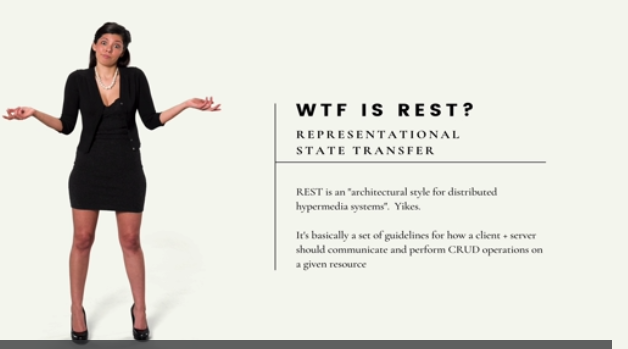 WTF IS REST?
REPRESENTATIONAL
STATE TRANSFER
REST is an "architectural style for distributed
hypermedia systems". Yikes.
It's basically a set of guidelines for how a client + server
should communicate and perform CRUD operations on
a given resource